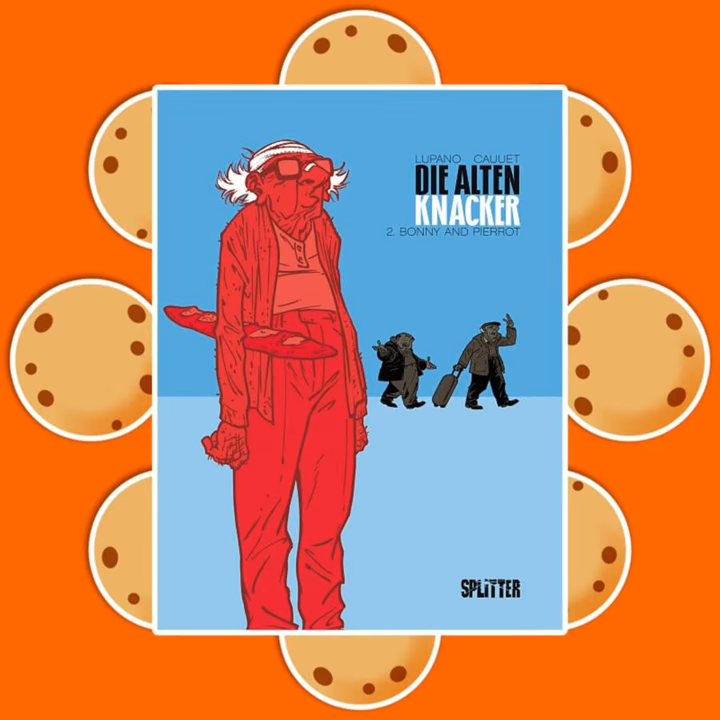 LUPANO CAUUET
DIE ALTEN
KNACKER
2. BONNY AND PIERROT
SPLITTER